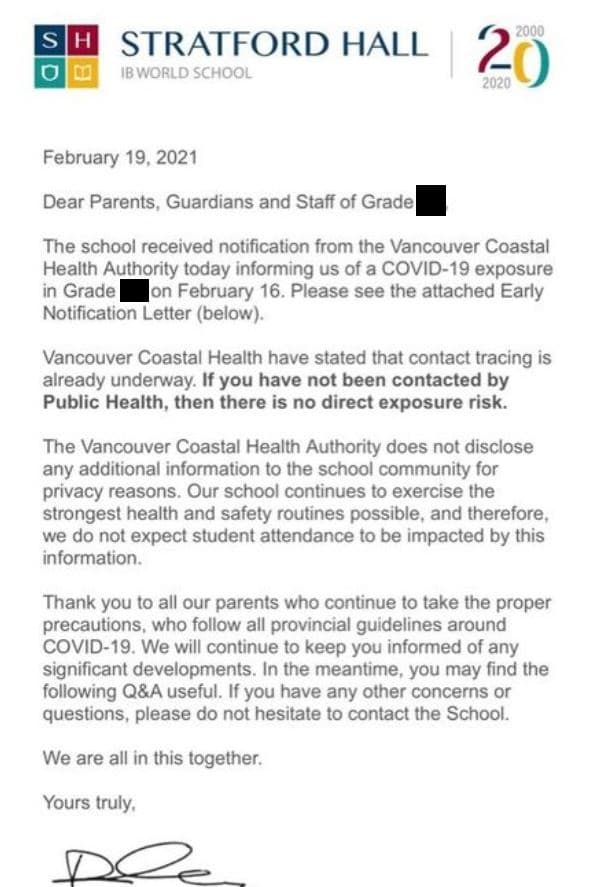 S H
STRATFORD HALL
IB WORLD SCHOOL
20
2000
2020
February 19, 2021
Dear Parents, Guardians and Staff of Grade
The school received notification from the Vancouver Coastal
Health Authority today informing us of a COVID-19 exposure
in Grade on February 16. Please see the attached Early
Notification Letter (below).
Vancouver Coastal Health have stated that contact tracing is
already underway. If you have not been contacted by
Public Health, then there is no direct exposure risk.
The Vancouver Coastal Health Authority does not disclose
any additional information to the school community for
privacy reasons. Our school continues to exercise the
strongest health and safety routines possible, and therefore,
we do not expect student attendance to be impacted by this
information.
Thank you to all our parents who continue to take the proper
precautions, who follow all provincial guidelines around
COVID-19. We will continue to keep you informed of any
significant developments. In the meantime, you may find the
following Q&A useful. If you have any other concerns or
questions, please do not hesitate to contact the School.
We are all in this together.
Yours truly,